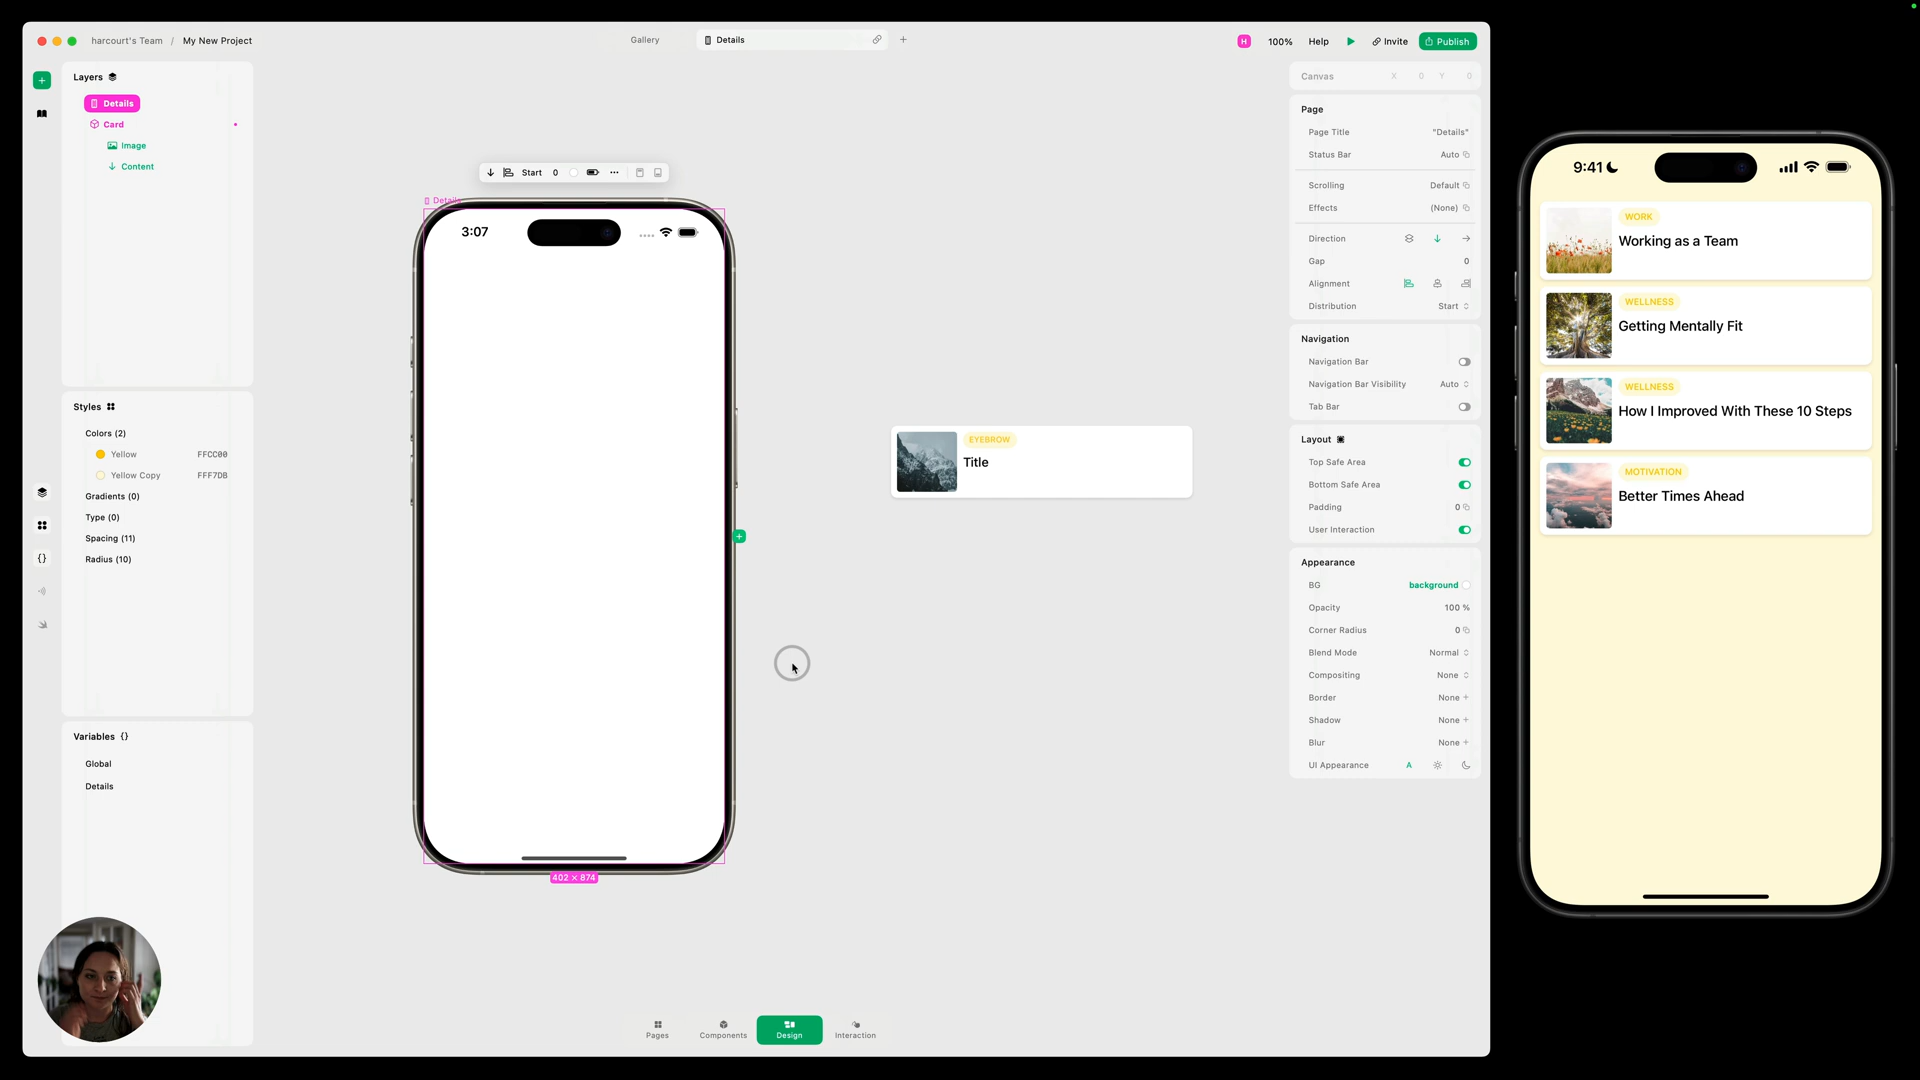 harcourt's Team / My New Project
Gallery
Details
H
100%
Help
Invite
Publish
Layers
Details
Card
Image
Content
Styles
Colors (2)
Yellow FFCC00
Yellow Copy FFF7DB
Gradients (0)
Type (0)
Spacing (11)
Radius (10)
Variables {}
Global
Details
Start 0
Details
3:07
402 × 874
EYEBROW
Title
Pages
Components
Design
Interaction
Canvas X 0 Y 0
Page
Page Title "Details"
Status Bar Auto
Scrolling Default
Effects (None)
Direction
Gap 0
Alignment
Distribution Start
Navigation
Navigation Bar
Navigation Bar Visibility Auto
Tab Bar
Layout
Top Safe Area
Bottom Safe Area
Padding 0
User Interaction
Appearance
BG background
Opacity 100 %
Corner Radius 0
Blend Mode Normal
Compositing None
Border None +
Shadow None +
Blur None +
UI Appearance A
9:41
WORK
Working as a Team
WELLNESS
Getting Mentally Fit
WELLNESS
How I Improved With These 10 Steps
MOTIVATION
Better Times Ahead